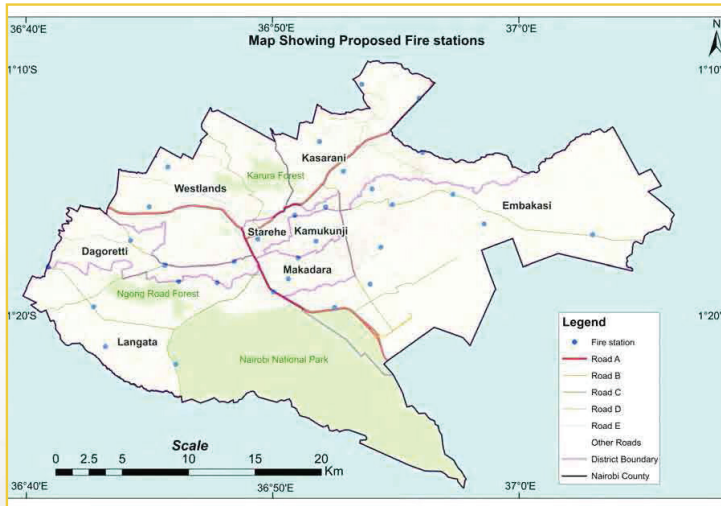 36°40'E
36°50'E
37°0'E
Map Showing Proposed Fire stations
N
1°10'S
1°10'
Kasarani
Karura Forest
Westlands
Embakasi
Starehe
Kamukunji
Dagoretti
Makadara
Ngong Road Forest
1°20'S
1°20'
Langata
Nairobi National Park
Legend
Fire station
Road A
Road B
Road C
Road D
Road E
Other Roads
District Boundary
Nairobi County
Scale
0 2.5 5 10 15 20
Km
36°40'E
36°50'E
37°0'E